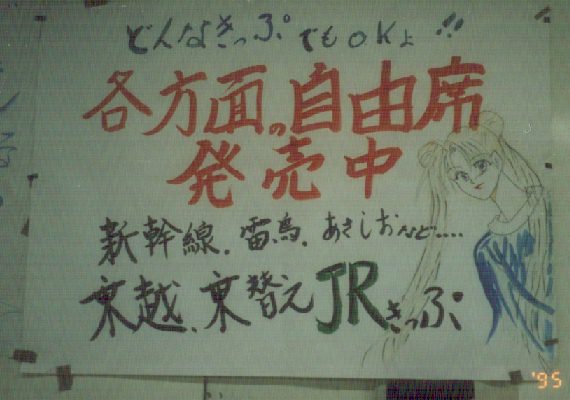 どんなきっぷでもOKよ!!
各方面の自由席
発売中
新幹線.雷鳥.あさしおなど....
乗越.乗替えJRきっぷ
'95